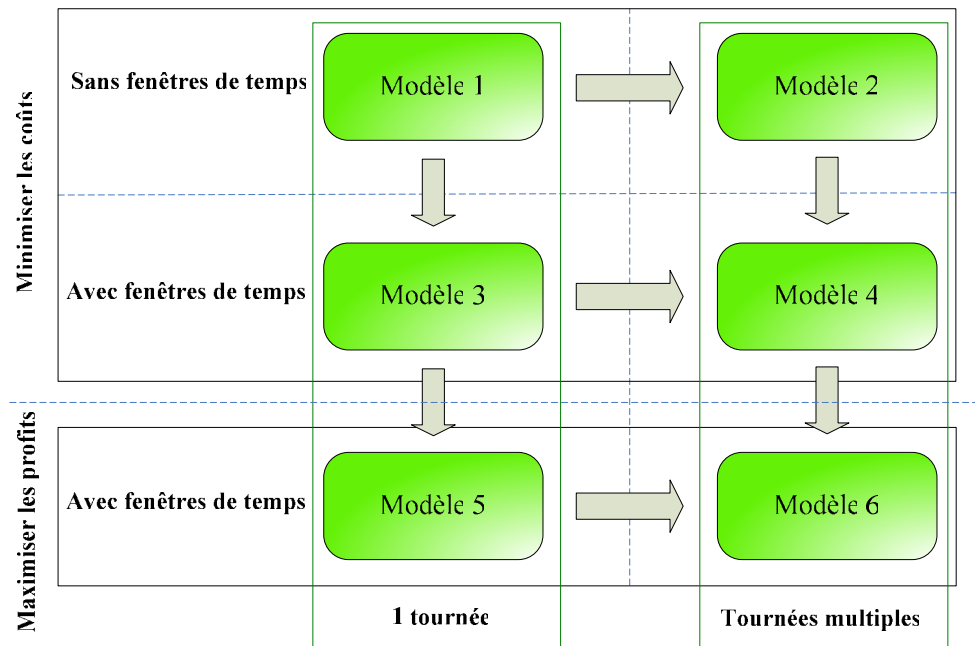 Minimiser les coûts
Sans fenêtres de temps
Modèle 1
Modèle 2
Avec fenêtres de temps
Modèle 3
Modèle 4
Maximiser les profits
Avec fenêtres de temps
Modèle 5
Modèle 6
1 tournée
Tournées multiples